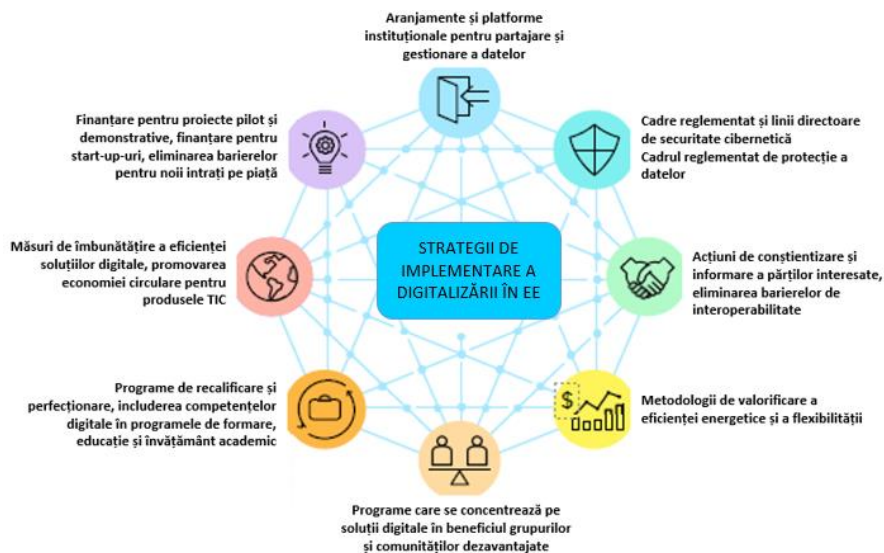 Aranjamente și platforme
instituționale pentru partajare și
gestionare a datelor
Finanțare pentru proiecte pilot și
demonstrative, finanțare pentru
start-up-uri, eliminarea barierelor
pentru noii intrați pe piață
Cadre reglementat și linii directoare
de securitate cibernetică
Cadrul reglementat de protecție a
datelor
Măsuri de îmbunătățire a eficienței
soluțiilor digitale, promovarea
economiei circulare pentru
produsele TIC
STRATEGII DE
IMPLEMENTARE A
DIGITALIZĂRII ÎN EE
Acțiuni de conștientizare și
informare a părților interesate,
eliminarea barierelor de
interoperabilitate
Programe de recalificare și
perfecționare, includerea competențelor
digitale în programele de formare,
educație și învățământ academic
$
Metodologii de valorificare a
eficienței energetice și a flexibilității
Programe care se concentrează pe
soluții digitale în beneficiul grupurilor
și comunităților dezavantajate